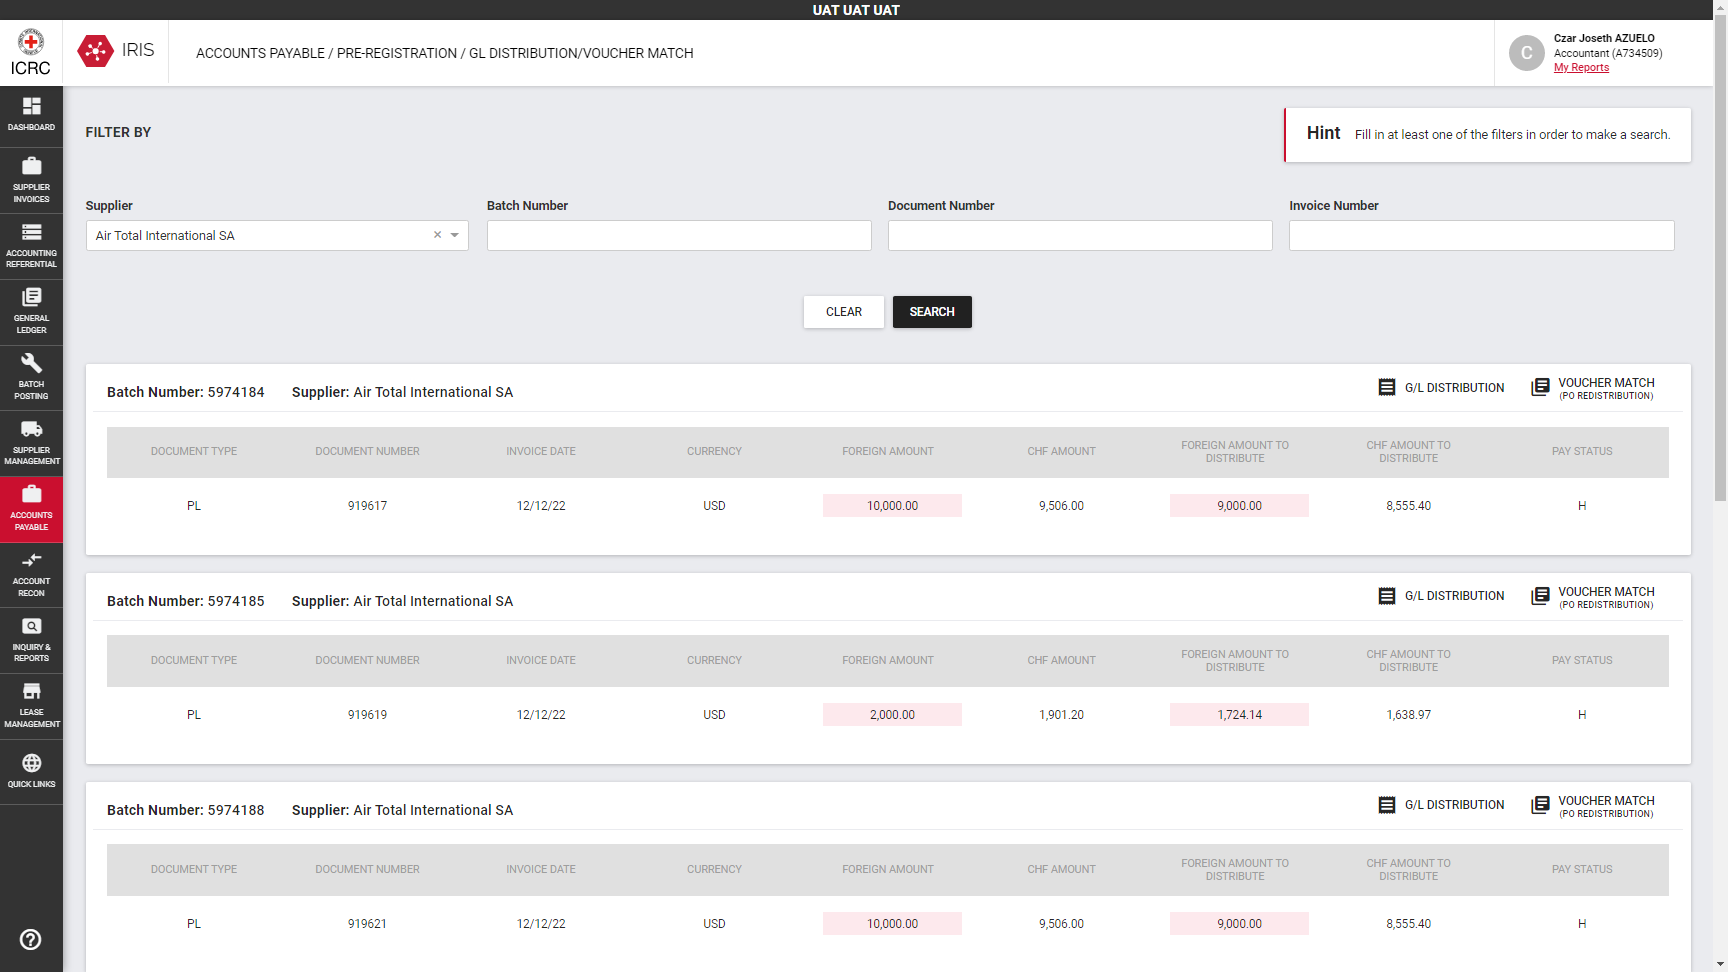 UAT UAT UAT
ICRC
IRIS
ACCOUNTS PAYABLE / PRE-REGISTRATION / GL DISTRIBUTION/VOUCHER MATCH
C
Czar Joseth AZUELO
Accountant (A734509)
My Reports
DASHBOARD
SUPPLIER
INVOICES
ACCOUNTING
REFERENTIAL
GENERAL
LEDGER
BATCH
POSTING
SUPPLIER
MANAGEMENT
ACCOUNTS
PAYABLE
ACCOUNT
RECON
INQUIRY &
REPORTS
LEASE
MANAGEMENT
QUICK LINKS
FILTER BY
Hint Fill in at least one of the filters in order to make a search.
Supplier Batch Number Document Number Invoice Number
Air Total International SA
CLEAR SEARCH
Batch Number: 5974184 Supplier: Air Total International SA
G/L DISTRIBUTION VOUCHER MATCH
(PO REDISTRIBUTION)
DOCUMENT TYPE DOCUMENT NUMBER INVOICE DATE CURRENCY FOREIGN AMOUNT CHF AMOUNT FOREIGN AMOUNT TO DISTRIBUTE CHF AMOUNT TO DISTRIBUTE PAY STATUS
PL 919617 12/12/22 USD 10,000.00 9,506.00 9,000.00 8,555.40 H
Batch Number: 5974185 Supplier: Air Total International SA
G/L DISTRIBUTION VOUCHER MATCH
(PO REDISTRIBUTION)
DOCUMENT TYPE DOCUMENT NUMBER INVOICE DATE CURRENCY FOREIGN AMOUNT CHF AMOUNT FOREIGN AMOUNT TO DISTRIBUTE CHF AMOUNT TO DISTRIBUTE PAY STATUS
PL 919619 12/12/22 USD 2,000.00 1,901.20 1,724.14 1,638.97 H
Batch Number: 5974188 Supplier: Air Total International SA
G/L DISTRIBUTION VOUCHER MATCH
(PO REDISTRIBUTION)
DOCUMENT TYPE DOCUMENT NUMBER INVOICE DATE CURRENCY FOREIGN AMOUNT CHF AMOUNT FOREIGN AMOUNT TO DISTRIBUTE CHF AMOUNT TO DISTRIBUTE PAY STATUS
PL 919621 12/12/22 USD 10,000.00 9,506.00 9,000.00 8,555.40 H